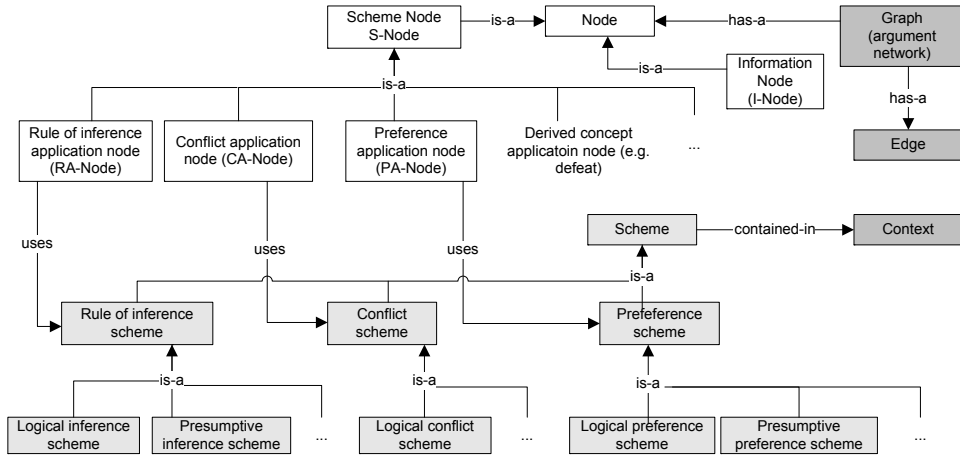 Scheme Node
S-Node
is-a
Node
has-a
Graph
(argument
network)
is-a
Information
Node
(I-Node)
is-a
has-a
Rule of inference
application node
(RA-Node)
Conflict application
node (CA-Node)
Preference
application node
(PA-Node)
Derived concept
applicatoin node (e.g.
defeat)
...
Edge
uses
uses
uses
Scheme
contained-in
Context
is-a
Rule of inference
scheme
Conflict
scheme
Prefeference
scheme
is-a
is-a
is-a
Logical inference
scheme
Presumptive
inference scheme
...
Logical conflict
scheme
...
Logical preference
scheme
Presumptive
preference scheme
...